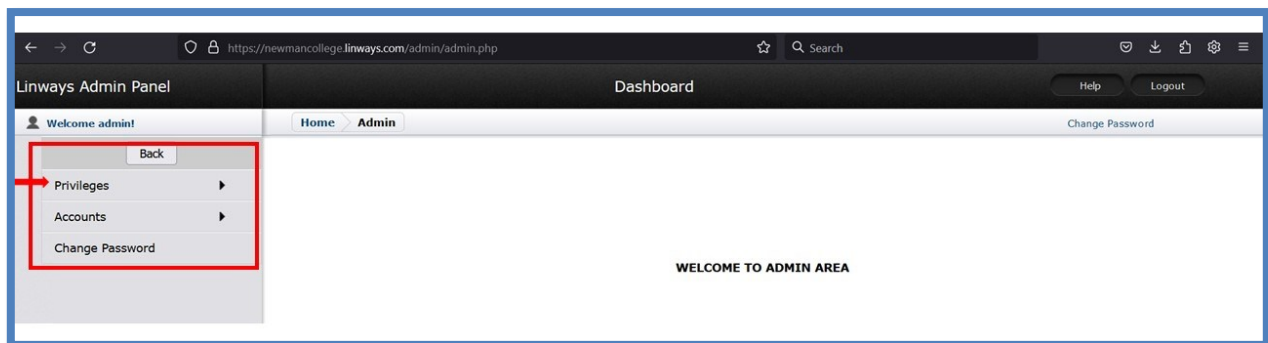 https://newmancollege.linways.com/admin/admin.php
Search
Linways Admin Panel
Dashboard
Help
Logout
Welcome admin!
Home
Admin
Change Password
Back
Privileges
Accounts
Change Password
WELCOME TO ADMIN AREA